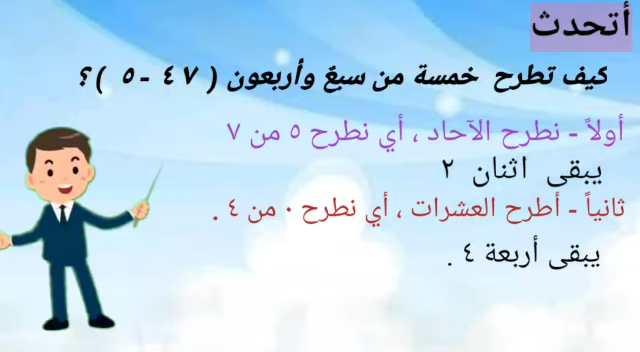 أتحدث
كيف تطرح خمسة من سبعٌ وأربعون ( ٤٧ - ٥ ) ؟
أولاً - نطرح الآحاد ، أي نطرح ٥ من ٧
يبقى اثنان ٢
ثانياً - أطرح العشرات ، أي نطرح ٠ من ٤ .
يبقى أربعة ٤ .